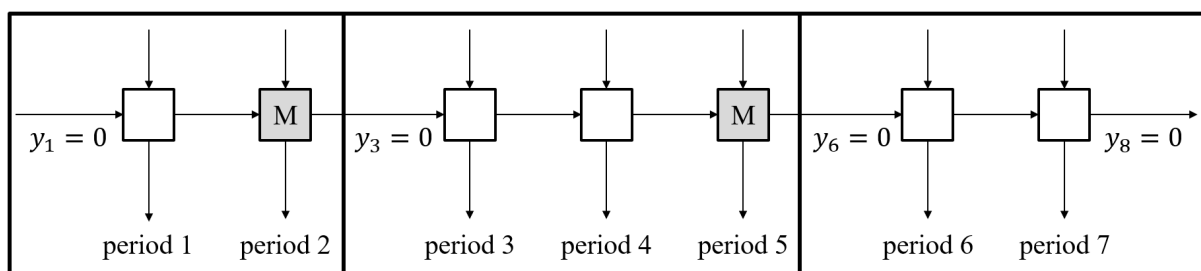 M M
y₁ = 0 y₃ = 0 y₆ = 0 y₈ = 0
period 1 period 2 period 3 period 4 period 5 period 6 period 7